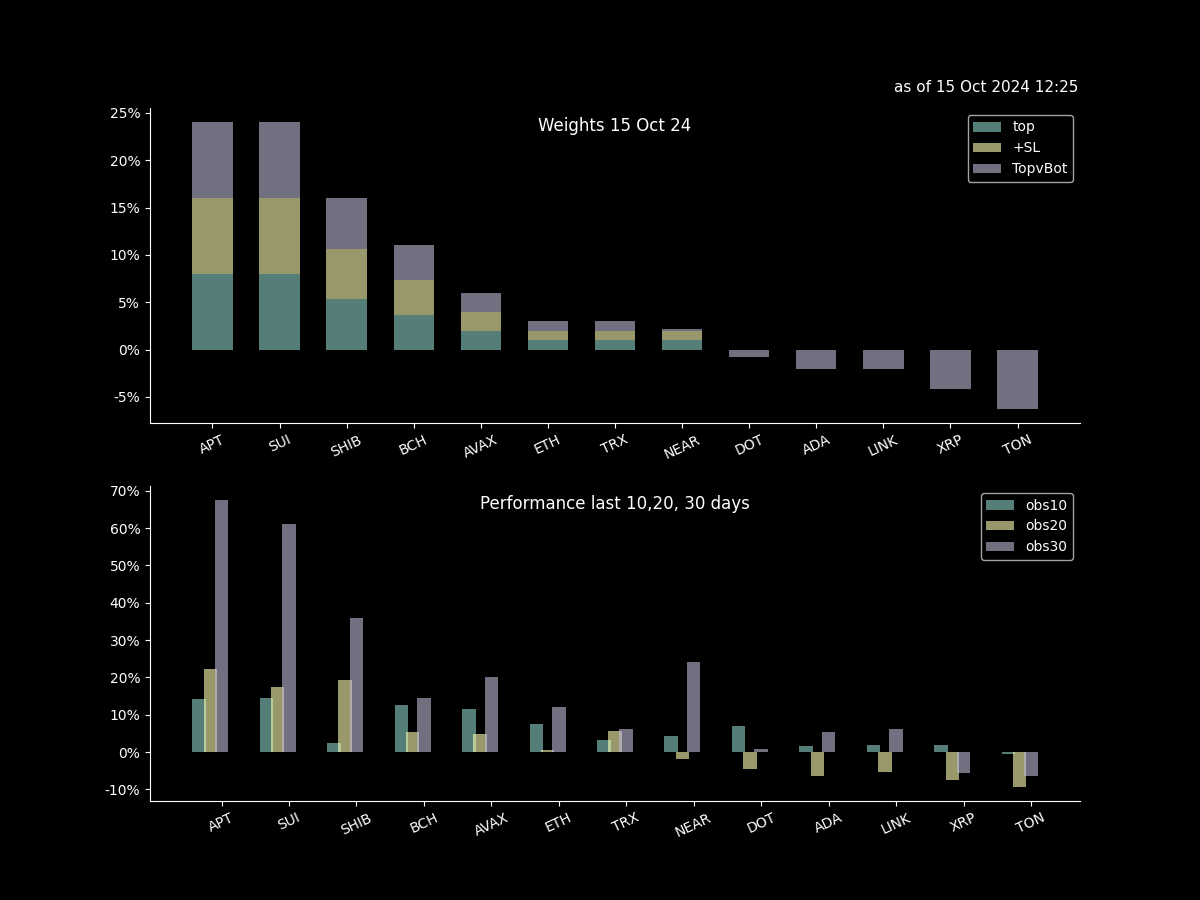 as of 15 Oct 2024 12:25
Weights 15 Oct 24
top
+SL
TopvBot
25%
20%
15%
10%
5%
0%
-5%
APT SUI SHIB BCH AVAX ETH TRX NEAR DOT ADA LINK XRP TON
Performance last 10,20, 30 days
obs10
obs20
obs30
70%
60%
50%
40%
30%
20%
10%
0%
-10%
APT SUI SHIB BCH AVAX ETH TRX NEAR DOT ADA LINK XRP TON